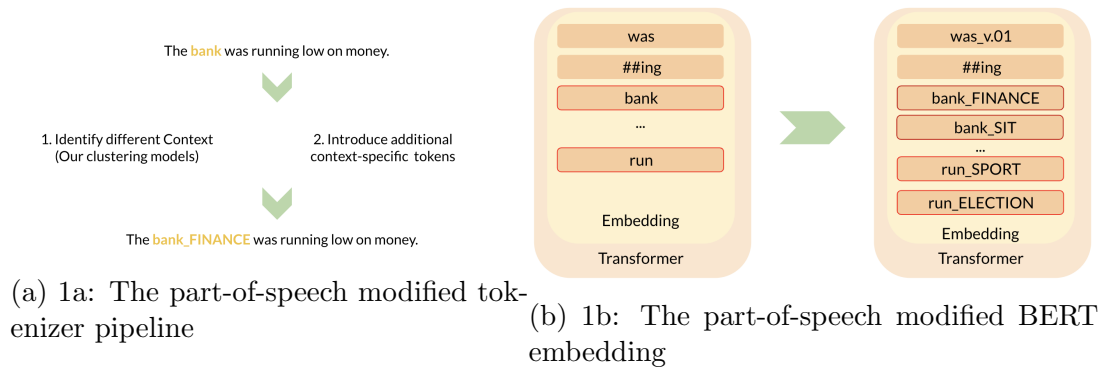 The bank was running low on money.
1. Identify different Context
(Our clustering models)
2. Introduce additional
context-specific tokens
The bank_FINANCE was running low on money.
(a) 1a: The part-of-speech modified tok-
enizer pipeline
was
##ing
bank
...
run
Embedding
Transformer
was_v.01
##ing
bank_FINANCE
bank_SIT
...
run_SPORT
run_ELECTION
Embedding
Transformer
(b) 1b: The part-of-speech modified BERT
embedding